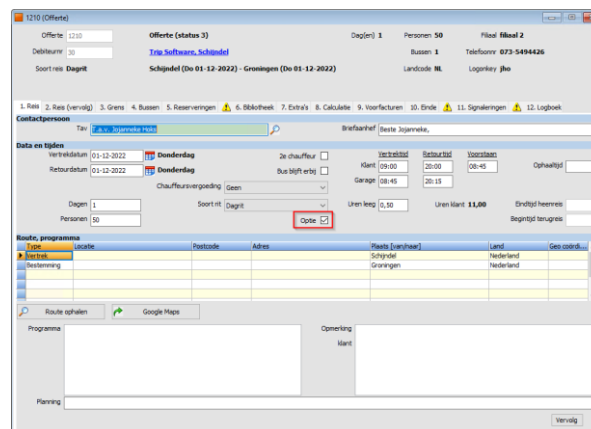 1210 (Offerte)
Offerte 1210 Offerte (status 3) Dag(en) 1 Personen 50 Filiaal filiaal 2
Debiteurnr 30 Trip Software, Schijndel Bussen 1 Telefoonnr 073-5494426
Soort reis Dagrit Schijndel (Do 01-12-2022) - Groningen (Do 01-12-2022) Landcode NL Logonkey jho
1. Reis 2. Reis (vervolg) 3. Grens 4. Bussen 5. Reserveringen 6. Bibliotheek 7. Extra's 8. Calculatie 9. Voorfacturen 10. Einde 11. Signaleringen 12. Logboek
Contactpersoon
Tav T.a.v. Jojanneke Hoks Briefaanhef Beste Jojanneke,
Data en tijden
Vertrektijd Retourtijd Voorstaan
Vertrekdatum 01-12-2022 Donderdag 2e chauffeur Klant 09:00 20:00 08:45 Ophaaltijd
Retourdatum 01-12-2022 Donderdag Bus blijft erbij Garage 08:45 20:15
Chauffeursvergoeding Geen
Dagen 1 Soort rit Dagrit Uren leeg 0,50 Uren klant 11,00 Eindtijd heenreis
Personen 50 Optie Begintijd terugreis
Route, programma
Type Locatie Postcode Adres Plaats [van/naar] Land Geo coördi...
Vertrek Schijndel Nederland
Bestemming Groningen Nederland
Route ophalen Google Maps
Programma Opmerking
klant
Planning
Vervolg